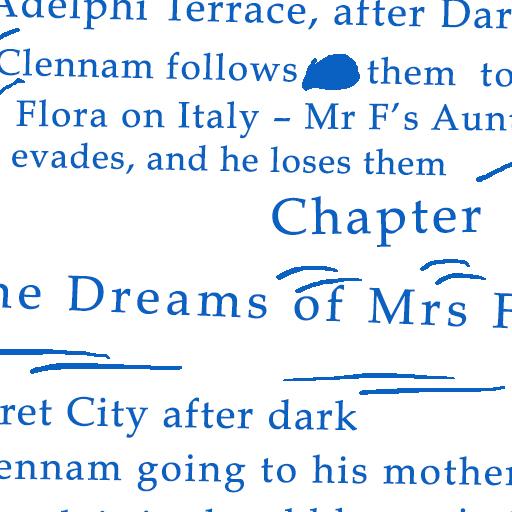 Adelphi Terrace, after Dar
Clennam follows them to
Flora on Italy – Mr F's Aunt
evades, and he loses them
Chapter
he Dreams of Mrs F
ret City after dark
ennam going to his mother